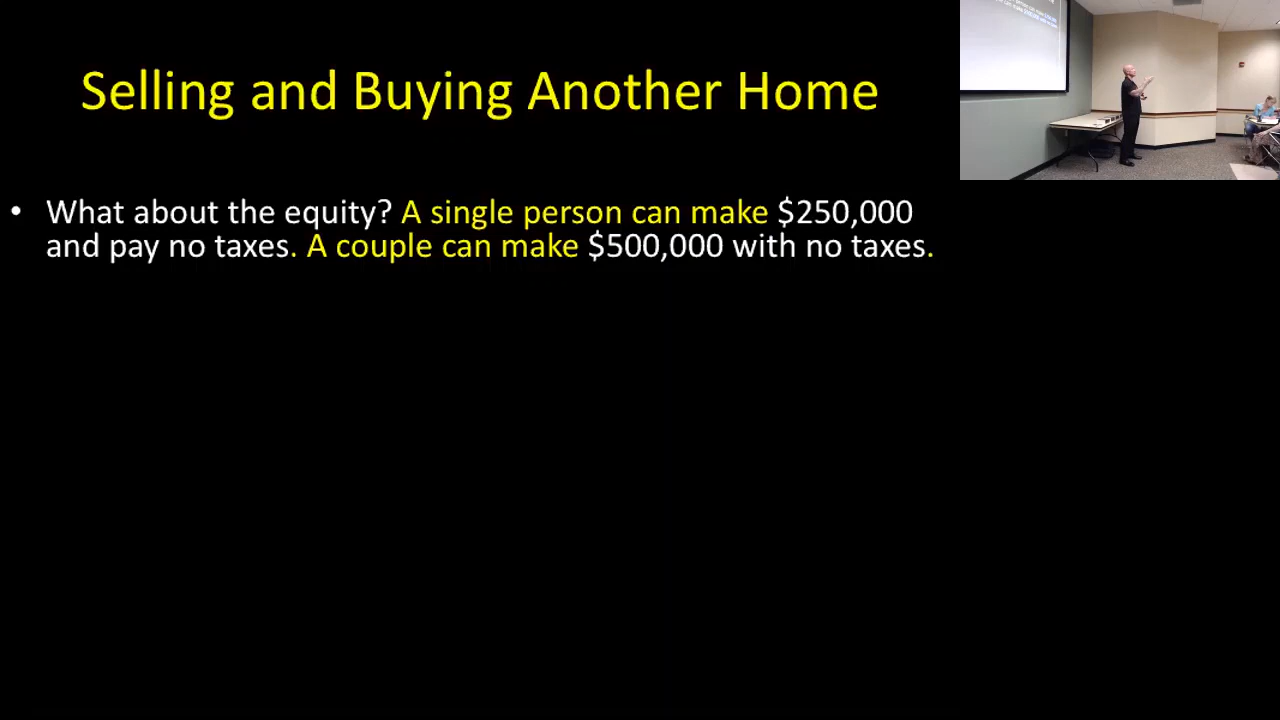 Selling and Buying Another Home
• What about the equity? A single person can make $250,000
and pay no taxes. A couple can make $500,000 with no taxes.